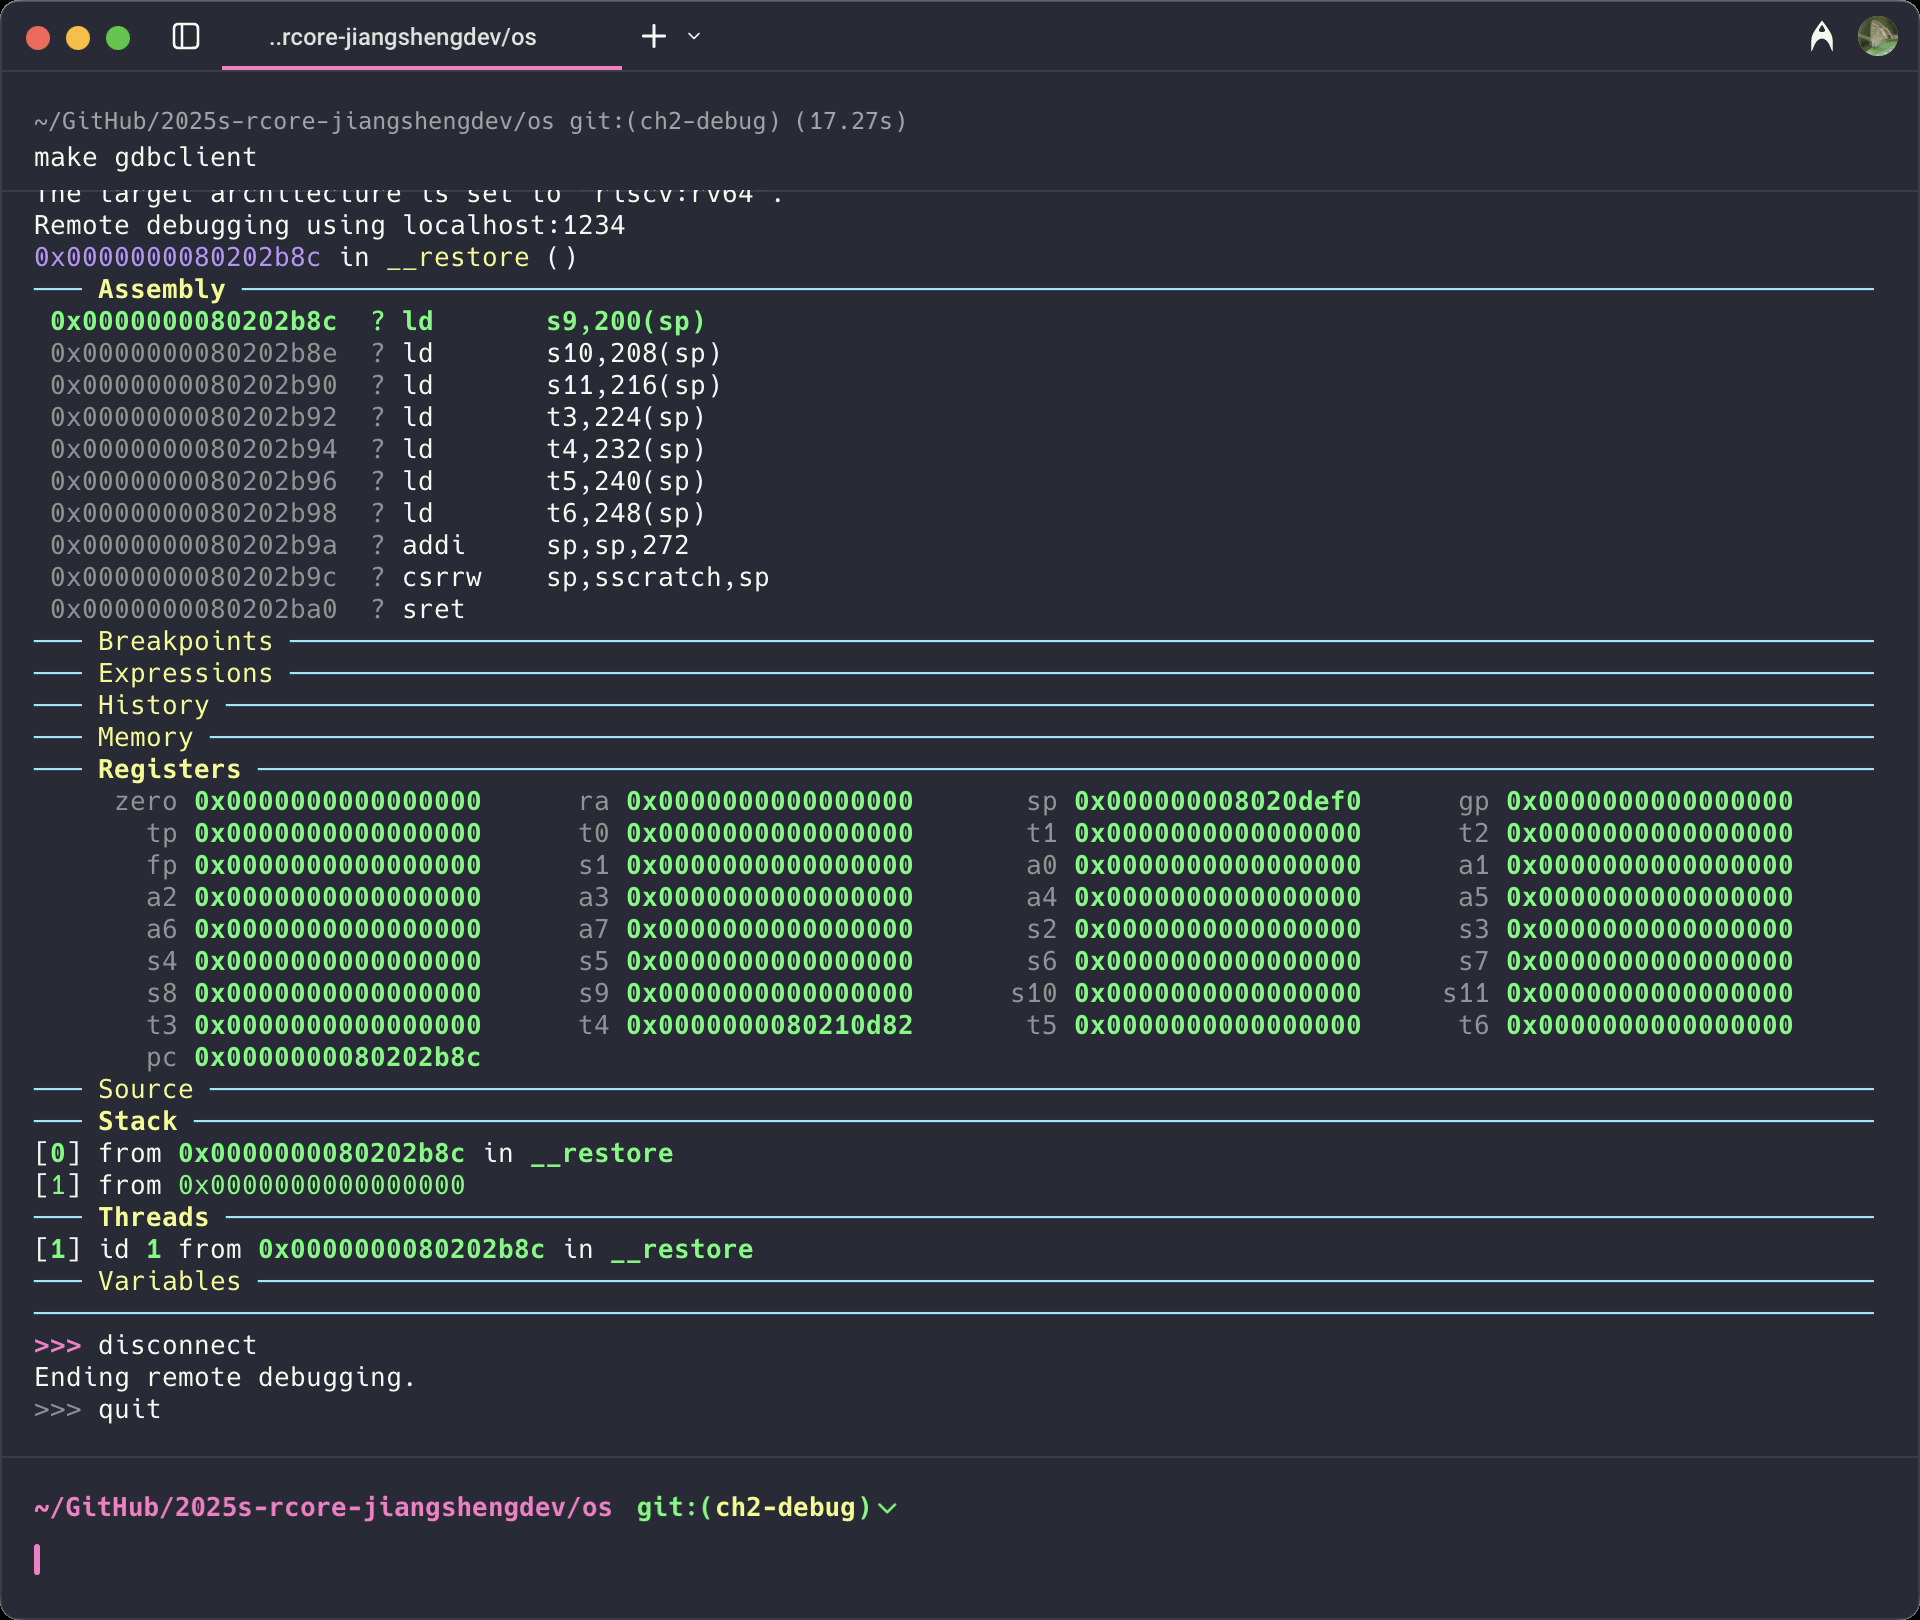 ..rcore-jiangshengdev/os
~/GitHub/2025s-rcore-jiangshengdev/os git:(ch2-debug) (17.27s)
make gdbclient
The target architecture is set to "riscv:rv64".
Remote debugging using localhost:1234
0x0000000080202b8c in __restore ()
Assembly
0x0000000080202b8c ? ld s9,200(sp)
0x0000000080202b8e ? ld s10,208(sp)
0x0000000080202b90 ? ld s11,216(sp)
0x0000000080202b92 ? ld t3,224(sp)
0x0000000080202b94 ? ld t4,232(sp)
0x0000000080202b96 ? ld t5,240(sp)
0x0000000080202b98 ? ld t6,248(sp)
0x0000000080202b9a ? addi sp,sp,272
0x0000000080202b9c ? csrrw sp,sscratch,sp
0x0000000080202ba0 ? sret
Breakpoints
Expressions
History
Memory
Registers
zero 0x0000000000000000 ra 0x0000000000000000 sp 0x000000008020def0 gp 0x0000000000000000
tp 0x0000000000000000 t0 0x0000000000000000 t1 0x0000000000000000 t2 0x0000000000000000
fp 0x0000000000000000 s1 0x0000000000000000 a0 0x0000000000000000 a1 0x0000000000000000
a2 0x0000000000000000 a3 0x0000000000000000 a4 0x0000000000000000 a5 0x0000000000000000
a6 0x0000000000000000 a7 0x0000000000000000 s2 0x0000000000000000 s3 0x0000000000000000
s4 0x0000000000000000 s5 0x0000000000000000 s6 0x0000000000000000 s7 0x0000000000000000
s8 0x0000000000000000 s9 0x0000000000000000 s10 0x0000000000000000 s11 0x0000000000000000
t3 0x0000000000000000 t4 0x0000000080210d82 t5 0x0000000000000000 t6 0x0000000000000000
pc 0x0000000080202b8c
Source
Stack
[0] from 0x0000000080202b8c in __restore
[1] from 0x0000000000000000
Threads
[1] id 1 from 0x0000000080202b8c in __restore
Variables
>>> disconnect
Ending remote debugging.
>>> quit
~/GitHub/2025s-rcore-jiangshengdev/os git:(ch2-debug)